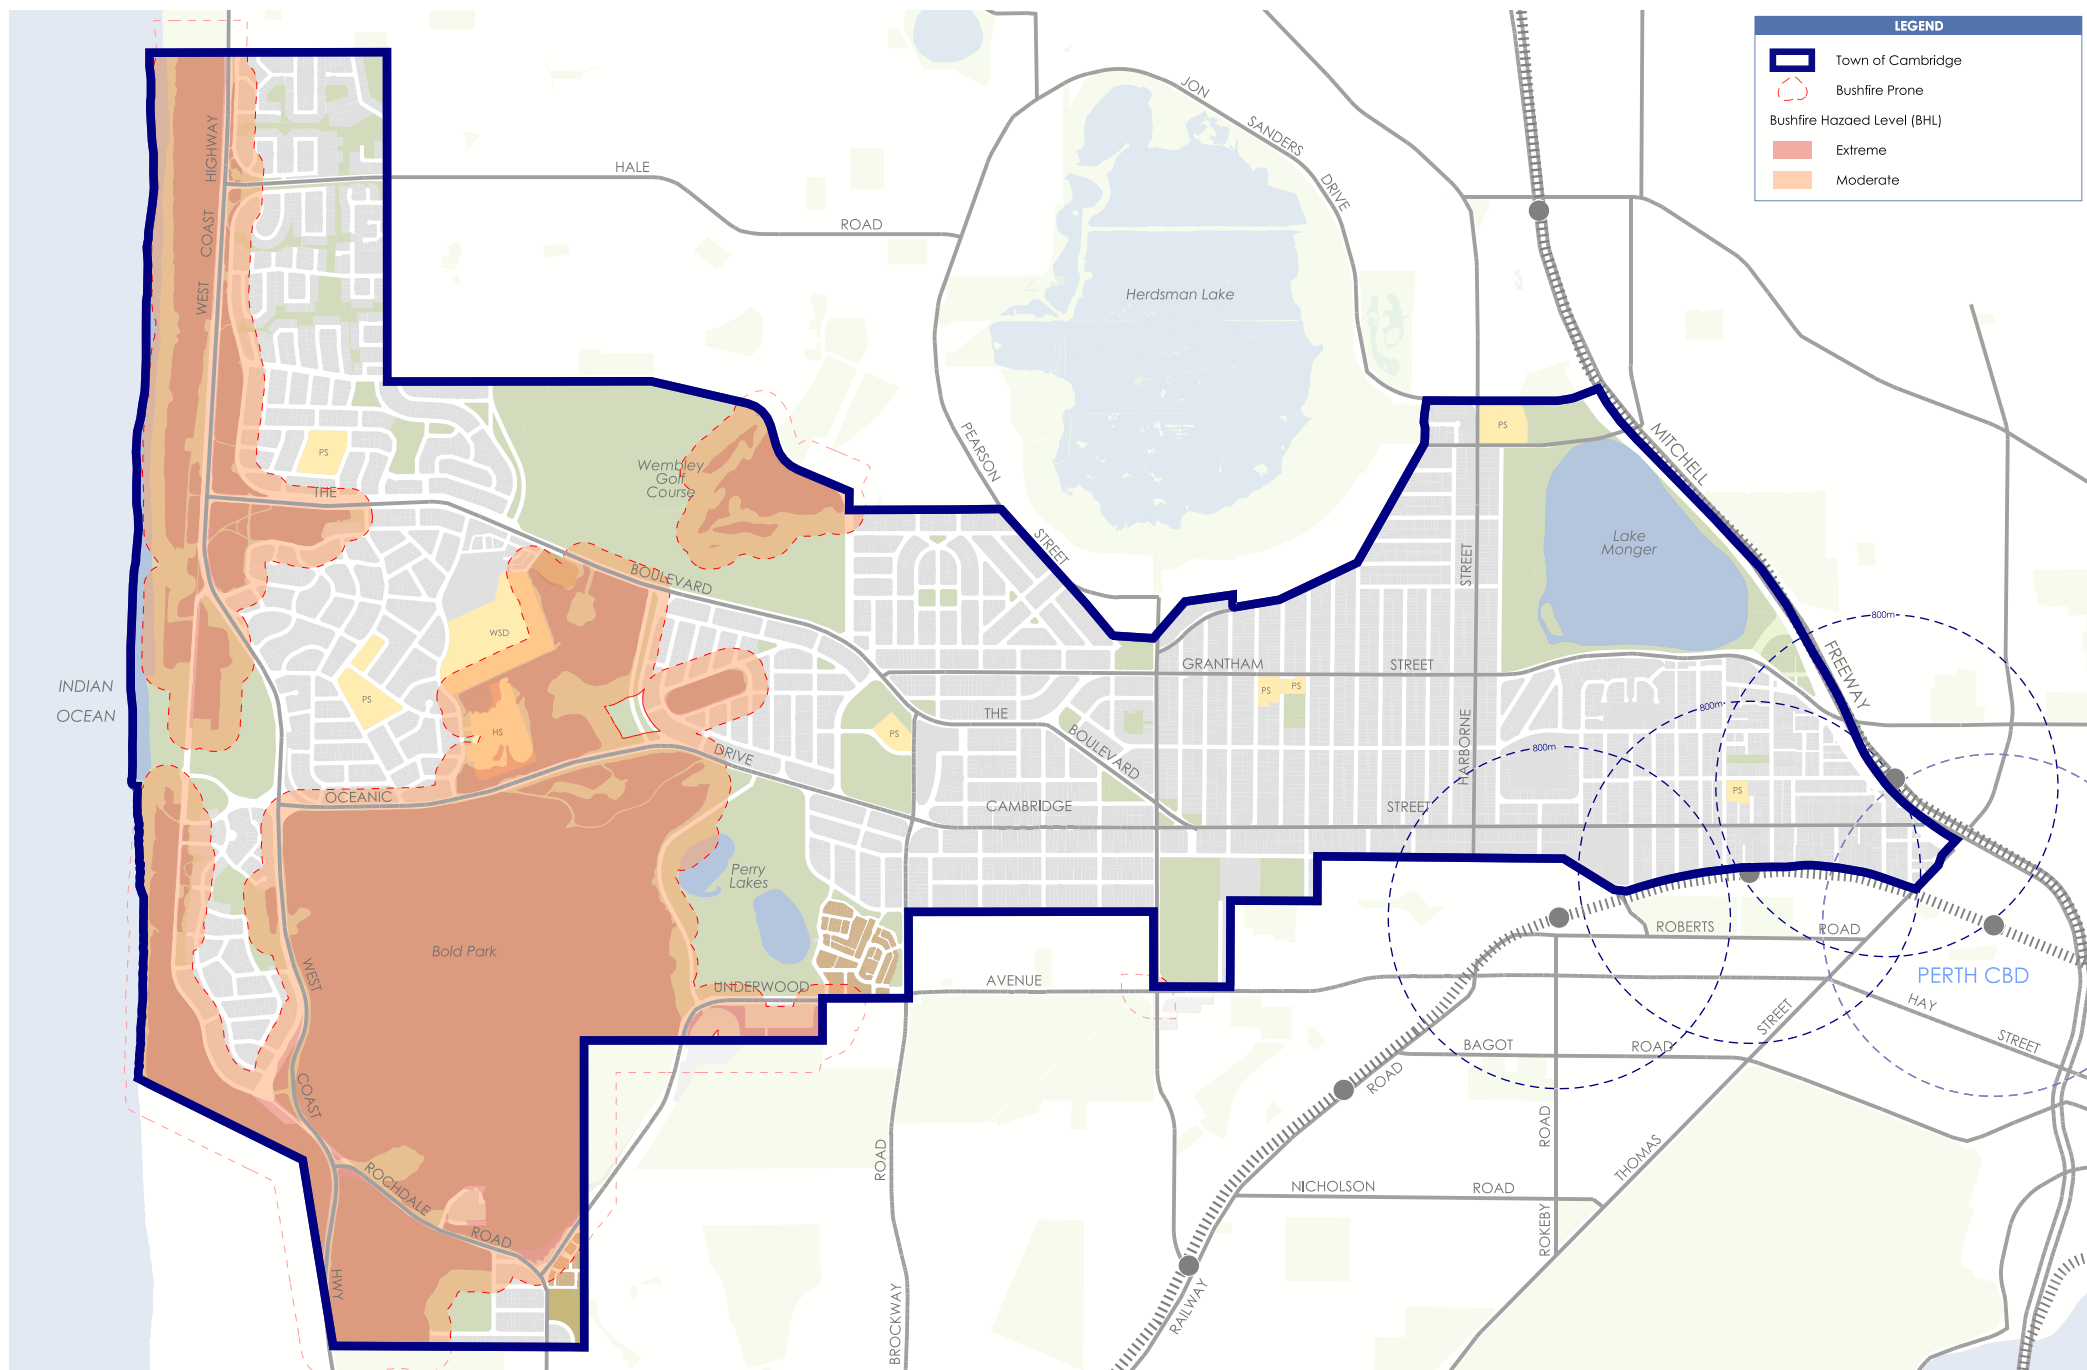 LEGEND
Town of Cambridge
Bushfire Prone
Bushfire Hazaed Level (BHL)
Extreme
Moderate
JON
SANDERS
DRIVE
HIGHWAY
COAST
WEST
HALE
ROAD
Herdsman Lake
PEARSON
STREET
MITCHELL
FREEWAY
PS
PS
THE
BOULEVARD
Wembley
Golf
Course
Lake
Monger
STREET
HARBORNE
WSD
PS
HS
INDIAN
OCEAN
GRANTHAM
STREET
PS
PS
THE
BOULEVARD
PS
DRIVE
OCEANIC
CAMBRIDGE
STREET
PS
800m
800m
800m
Perry
Lakes
Bold Park
UNDERWOOD
AVENUE
ROBERTS
ROAD
PERTH CBD
HAY
STREET
WEST
COAST
HWY
ROCHDALE
ROAD
BAGOT
ROAD
ROAD
RAILWAY
STREET
THOMAS
ROAD
ROKEBY
NICHOLSON
ROAD
ROAD
BROCKWAY